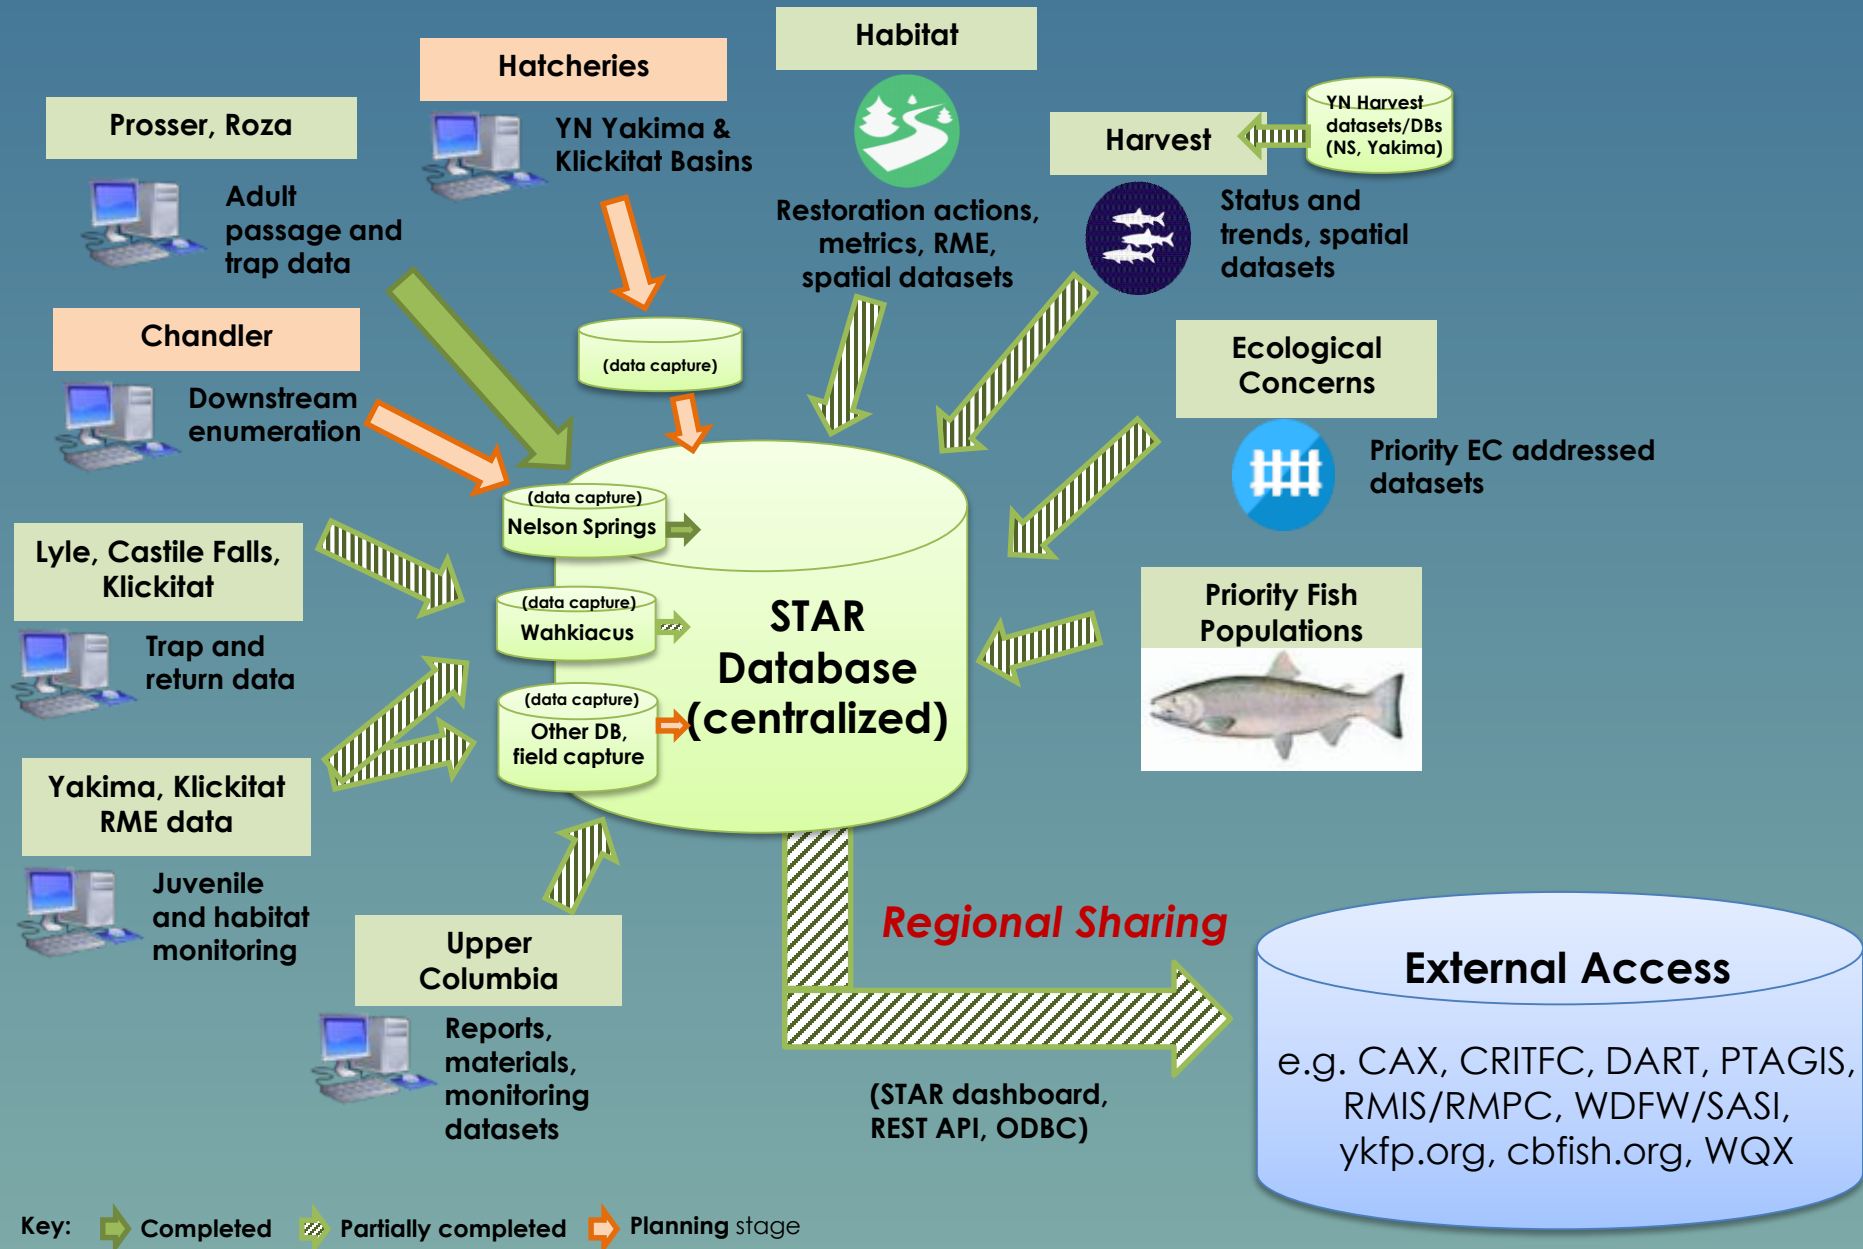 Habitat
Hatcheries
YN Harvest
datasets/DBs
(NS, Yakima)
Prosser, Roza
YN Yakima &
Klickitat Basins
Harvest
Adult
passage and
trap data
Restoration actions,
metrics, RME,
spatial datasets
Status and
trends, spatial
datasets
Chandler
Downstream
enumeration
(data capture)
Ecological
Concerns
Priority EC addressed
datasets
(data capture)
Nelson Springs
Lyle, Castile Falls,
Klickitat
Trap and
return data
(data capture)
Wahkiacus
(data capture)
Other DB,
field capture
STAR
Database
(centralized)
Priority Fish
Populations
Yakima, Klickitat
RME data
Juvenile
and habitat
monitoring
Upper
Columbia
Reports,
materials,
monitoring
datasets
Regional Sharing
(STAR dashboard,
REST API, ODBC)
External Access
e.g. CAX, CRITFC, DART, PTAGIS,
RMIS/RMPC, WDFW/SASI,
ykfp.org, cbfish.org, WQX
Key: Completed Partially completed Planning stage